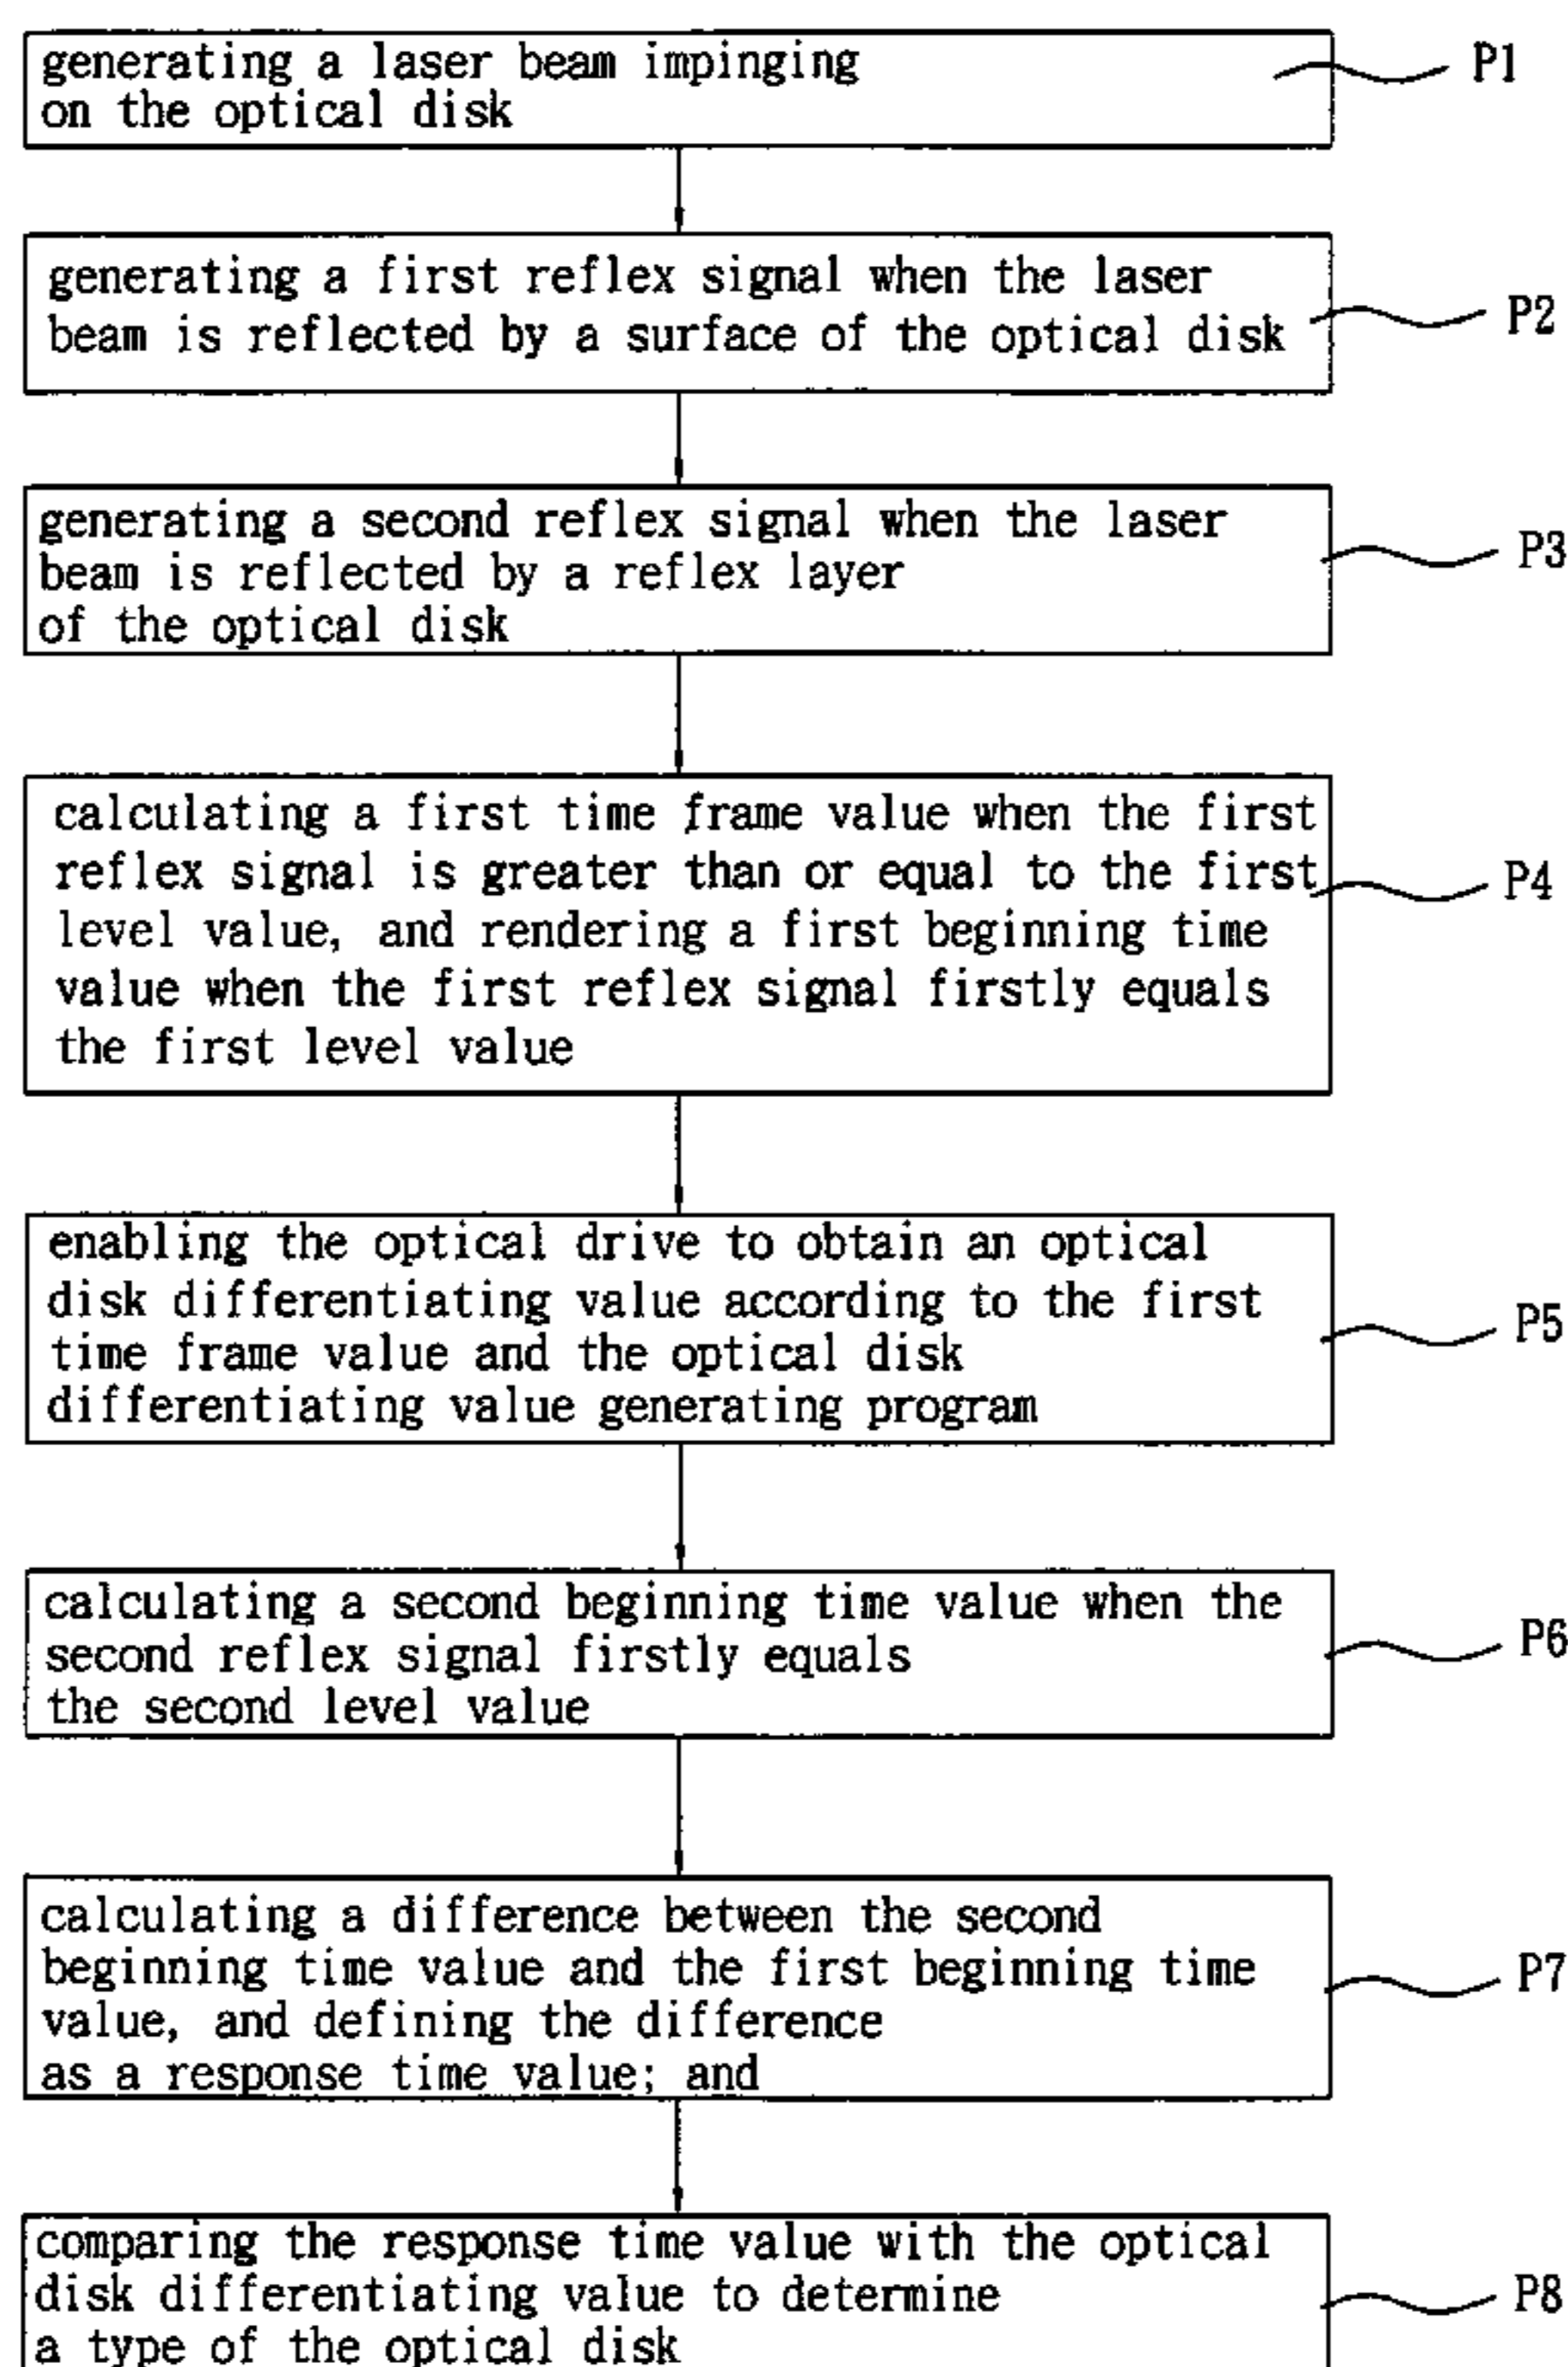 generating a laser beam impinging
on the optical disk
P1
generating a first reflex signal when the laser
beam is reflected by a surface of the optical disk
P2
generating a second reflex signal when the laser
beam is reflected by a reflex layer
of the optical disk
P3
calculating a first time frame value when the first
reflex signal is greater than or equal to the first
level value, and rendering a first beginning time
value when the first reflex signal firstly equals
the first level value
P4
enabling the optical drive to obtain an optical
disk differentiating value according to the first
time frame value and the optical disk
differentiating value generating program
P5
calculating a second beginning time value when the
second reflex signal firstly equals
the second level value
P6
calculating a difference between the second
beginning time value and the first beginning time
value, and defining the difference
as a response time value; and
P7
comparing the response time value with the optical
disk differentiating value to determine
a type of the optical disk
P8